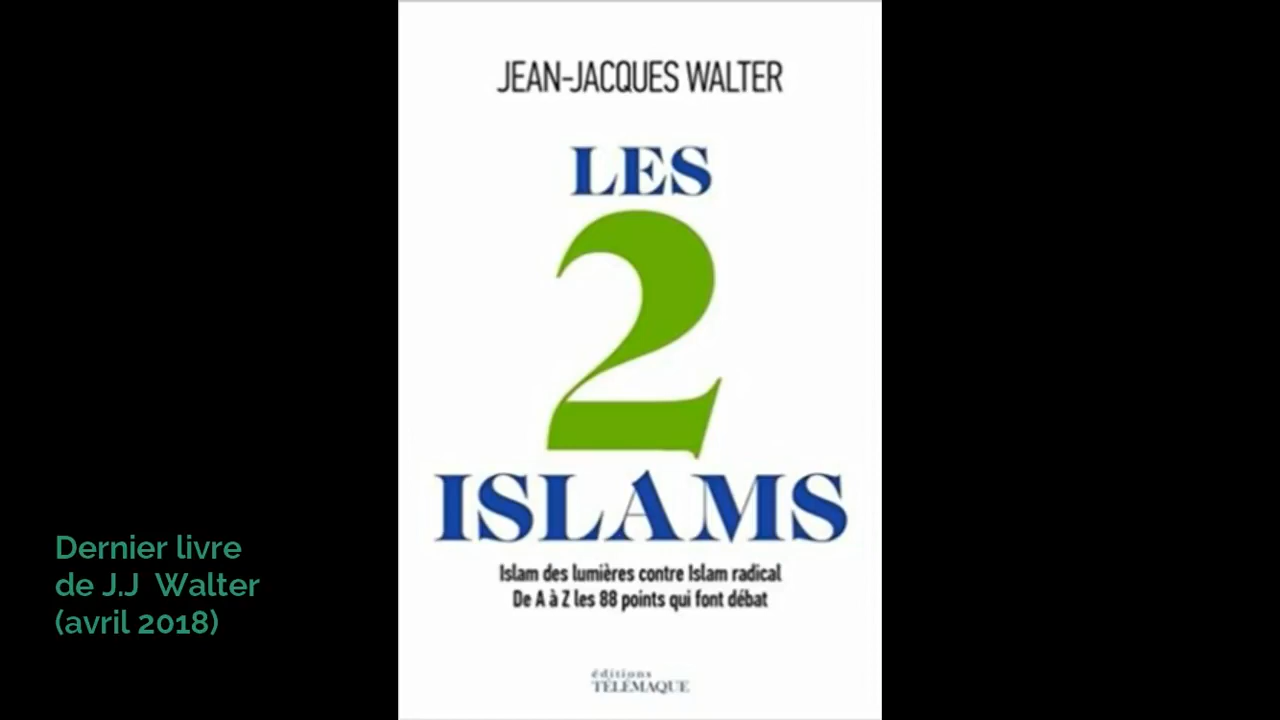 JEAN-JACQUES WALTER
LES
2
ISLAMS
Islam des lumières contre Islam radical
De A à Z les 88 points qui font débat
éditions
TÉLÉMAQUE
Dernier livre
de J.J Walter
(avril 2018)